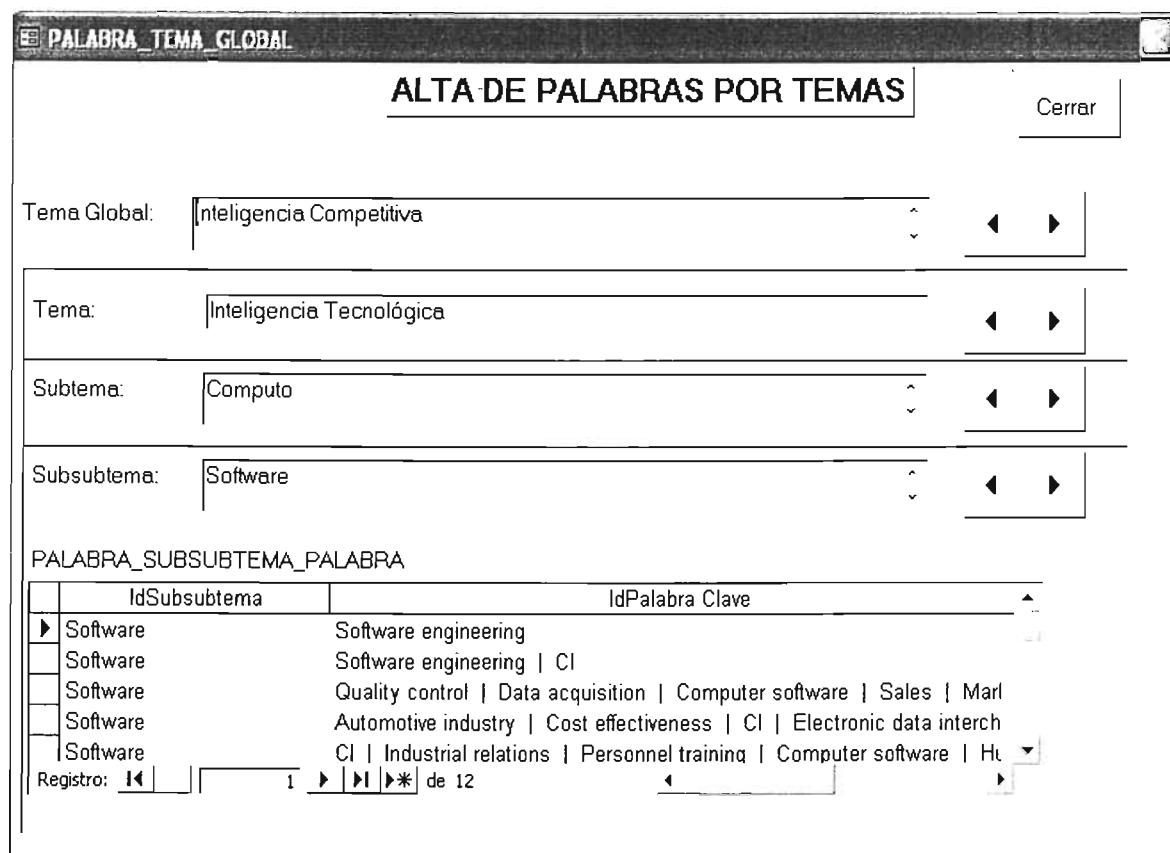 PALABRA_TEMA_GLOBAL
ALTA DE PALABRAS POR TEMAS
Cerrar
Tema Global: Inteligencia Competitiva
Tema: Inteligencia Tecnológica
Subtema: Computo
Subsubtema: Software
PALABRA_SUBSUBTEMA_PALABRA
IdSubsubtema IdPalabra Clave
Software Software engineering
Software Software engineering | CI
Software Quality control | Data acquisition | Computer software | Sales | Marl
Software Automotive industry | Cost effectiveness | CI | Electronic data interch
Software CI | Industrial relations | Personnel training | Computer software | Hu
Registro: 1 de 12